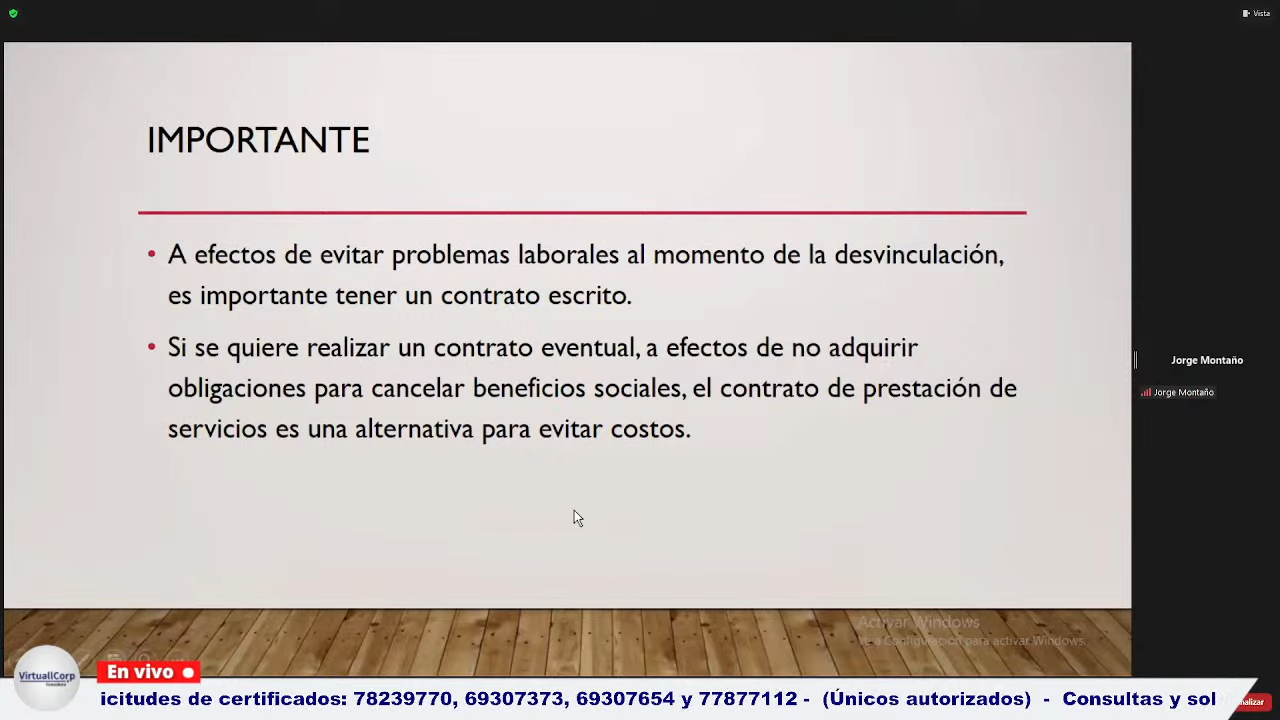 Vista
IMPORTANTE
• A efectos de evitar problemas laborales al momento de la desvinculación,
es importante tener un contrato escrito.
• Si se quiere realizar un contrato eventual, a efectos de no adquirir
obligaciones para cancelar beneficios sociales, el contrato de prestación de
servicios es una alternativa para evitar costos.
Jorge Montaño
Jorge Montaño
Activar Windows
Ve a Configuración para activar Windows.
VirtuallCorp
En vivo
icitudes de certificados: 78239770, 69307373, 69307654 y 77877112 - (Únicos autorizados) - Consultas y sol